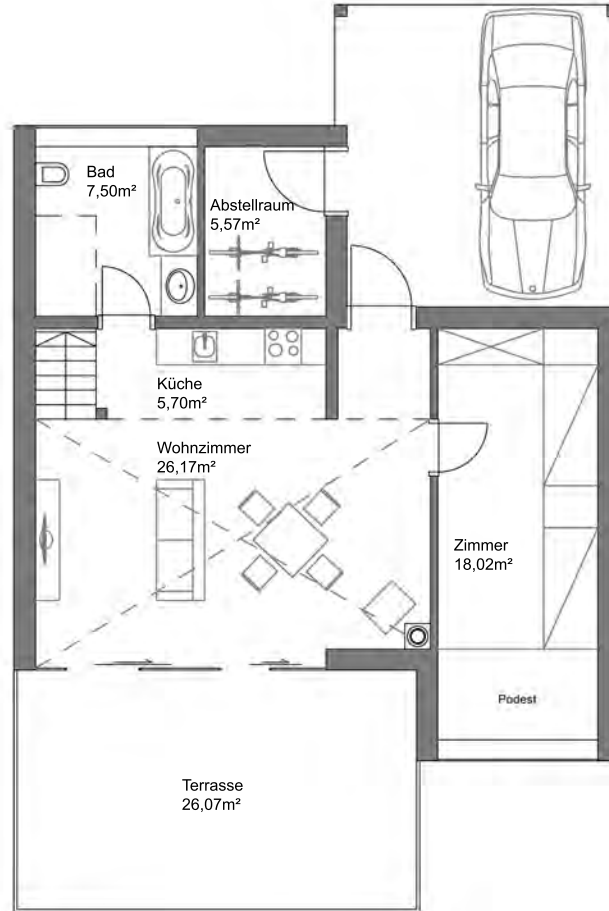 Bad
7,50m²
Abstellraum
5,57m²
Küche
5,70m²
Wohnzimmer
26,17m²
Zimmer
18,02m²
Podest
Terrasse
26,07m²